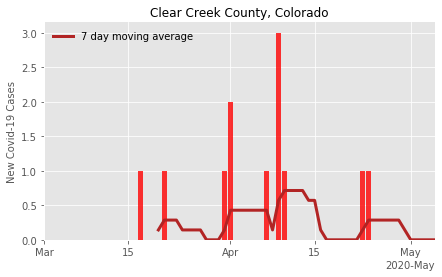 Clear Creek County, Colorado
7 day moving average
New Covid-19 Cases
3.0
2.5
2.0
1.5
1.0
0.5
0.0
Mar
15
Apr
15
May
2020-May